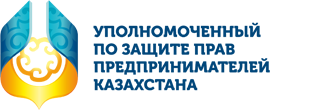 УПОЛНОМОЧЕННЫЙ
ПО ЗАЩИТЕ ПРАВ
ПРЕДПРИНИМАТЕЛЕЙ
КАЗАХСТАНА